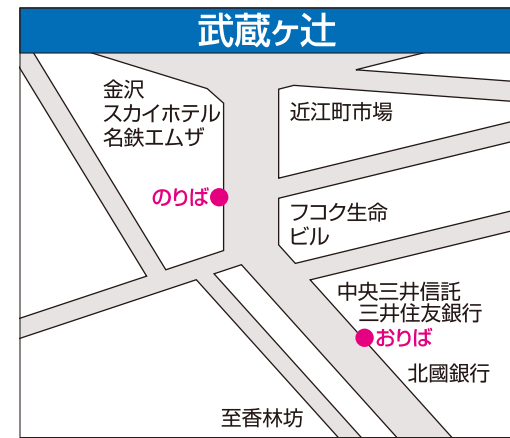 武蔵ヶ辻
金沢
スカイホテル
名鉄エムザ
近江町市場
のりば
フコク生命
ビル
中央三井信託
三井住友銀行
おりば
北國銀行
至香林坊